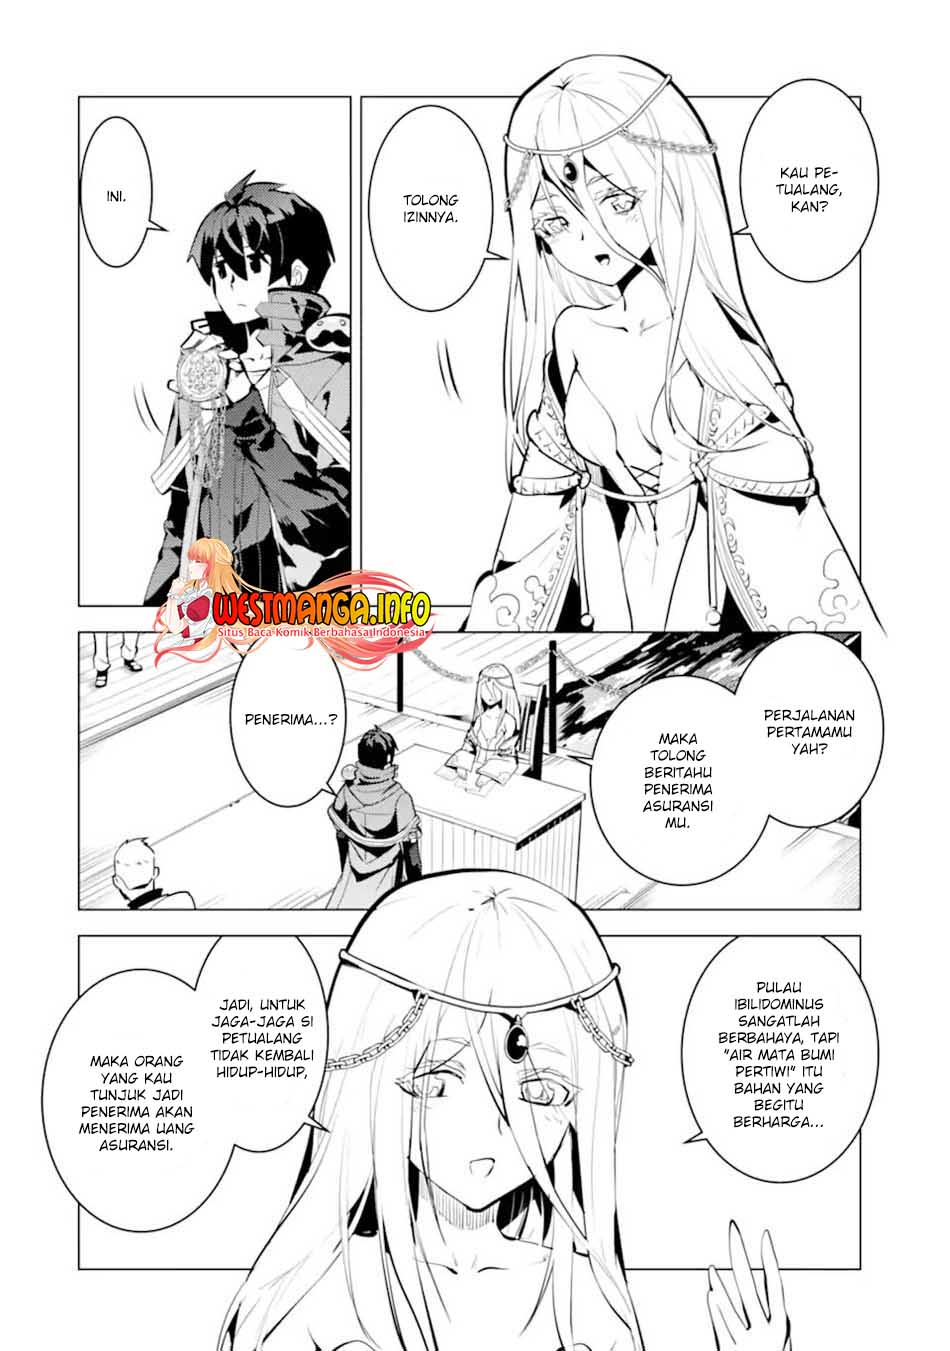 KAU PE-
TUALANG,
KAN?
TOLONG
IZINNYA.
INI.
WESTMANGA.INFO
Situs Baca Komik Berbahasa Indonesia
PERJALANAN
PERTAMAMU
YAH?
MAKA
TOLONG
BERITAHU
PENERIMA
ASURANSI
MU.
PENERIMA...?
PULAU
IBILIDOMINUS
SANGATLAH
BERBAHAYA, TAPI
"AIR MATA BUMI
PERTIWI" ITU
BAHAN YANG
BEGITU
BERHARGA...
JADI, UNTUK
JAGA-JAGA SI
PETUALANG
TIDAK KEMBALI
HIDUP-HIDUP,
MAKA ORANG
YANG KAU
TUNJUK JADI
PENERIMA AKAN
MENERIMA UANG
ASURANSI.